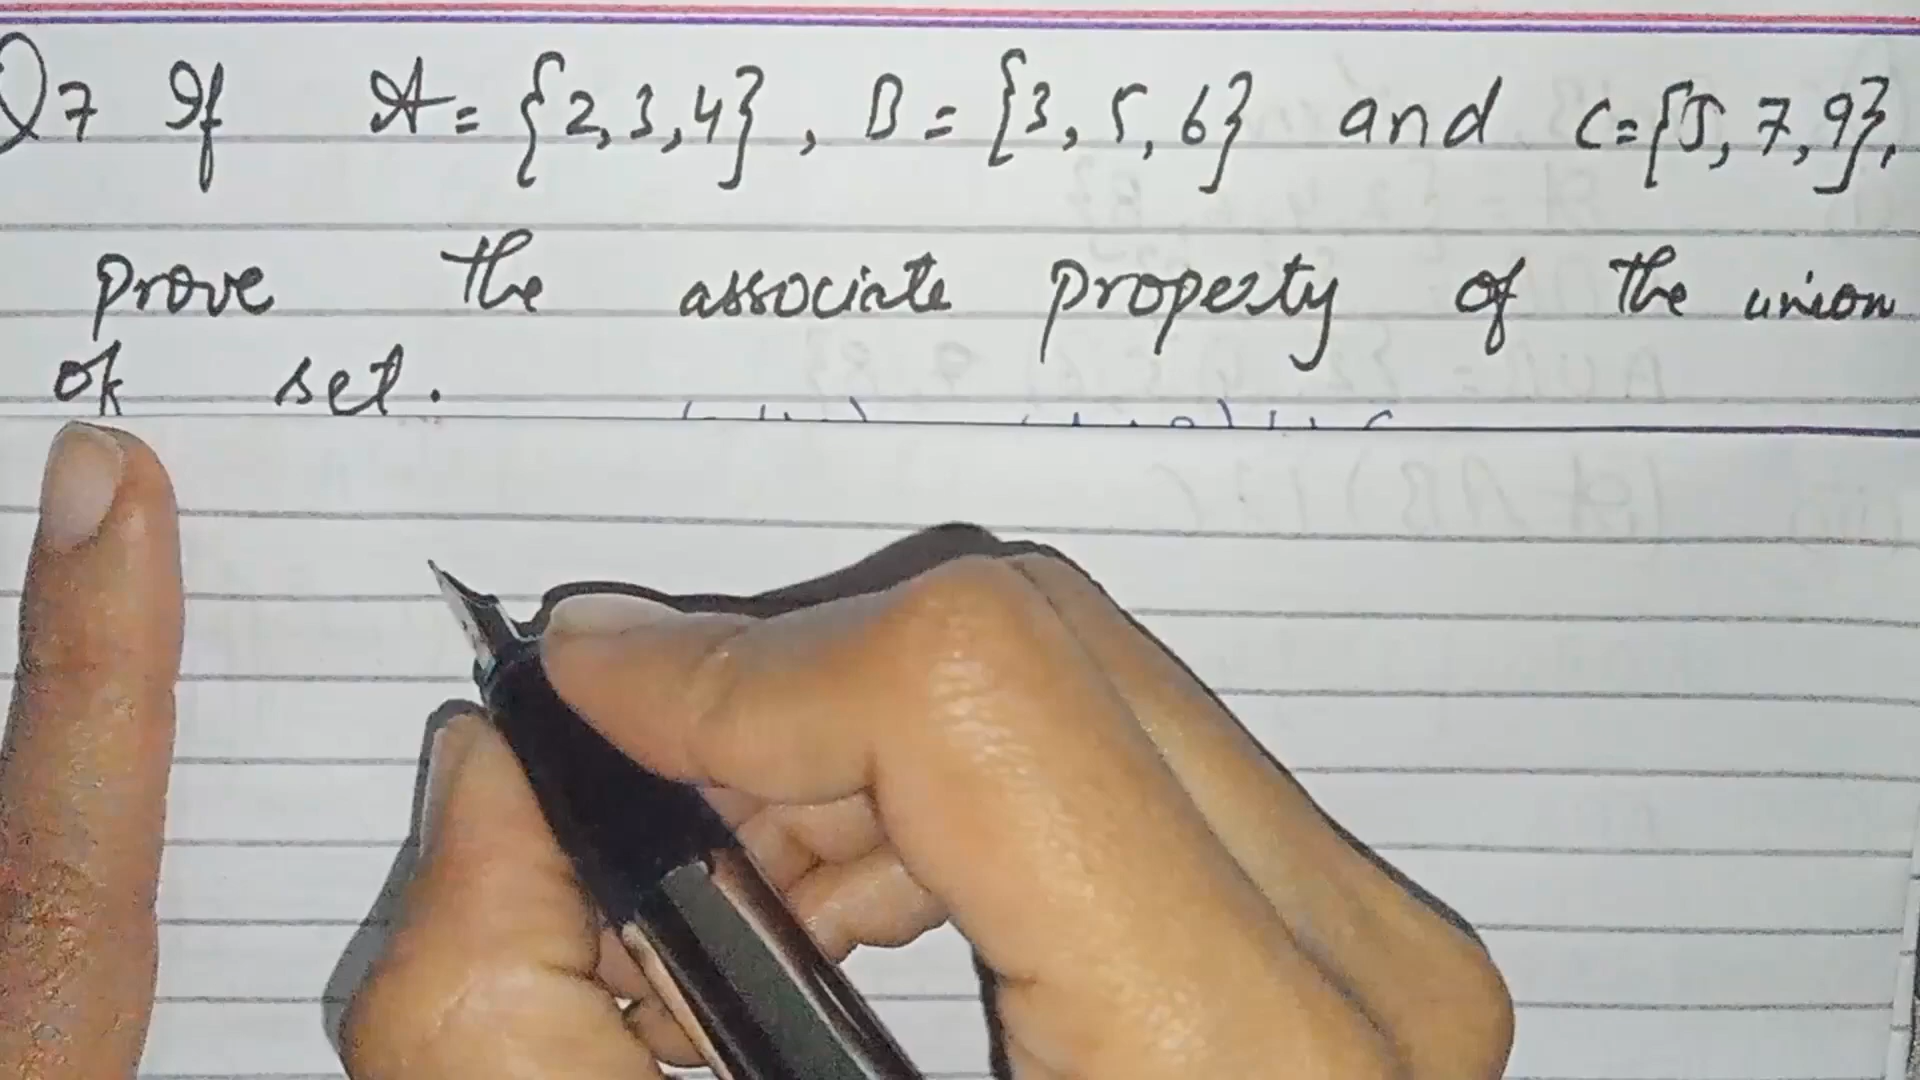 Q7 If A = {2,3,4}, B = {3, 5, 6} and C={5, 7, 9},
prove the associate property of the union
of set.